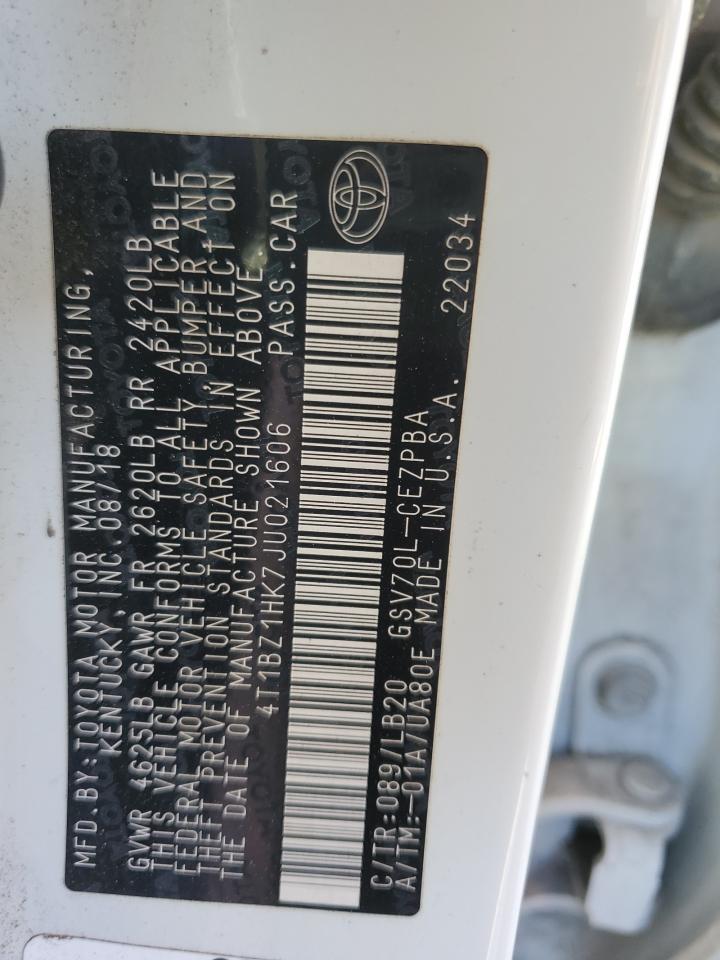 MFD. BY: TOYOTA MOTOR MANUFACTURING,
KENTUCKY, INC. 08/18
GVWR 4625LB GAWR FR 2620LB RR 2420LB
THIS VEHICLE CONFORMS TO ALL APPLICABLE
FEDERAL MOTOR VEHICLE SAFETY, BUMPER, AND
THEFT PREVENTION STANDARDS IN EFFECT ON
THE DATE OF MANUFACTURE SHOWN ABOVE.
4T1BZ1HK7JU021606 PASS. CAR
C/TR: 089/LB20 GSV70L-CEZPBA 22034
A/TM: -01A/UA80E MADE IN U.S.A.